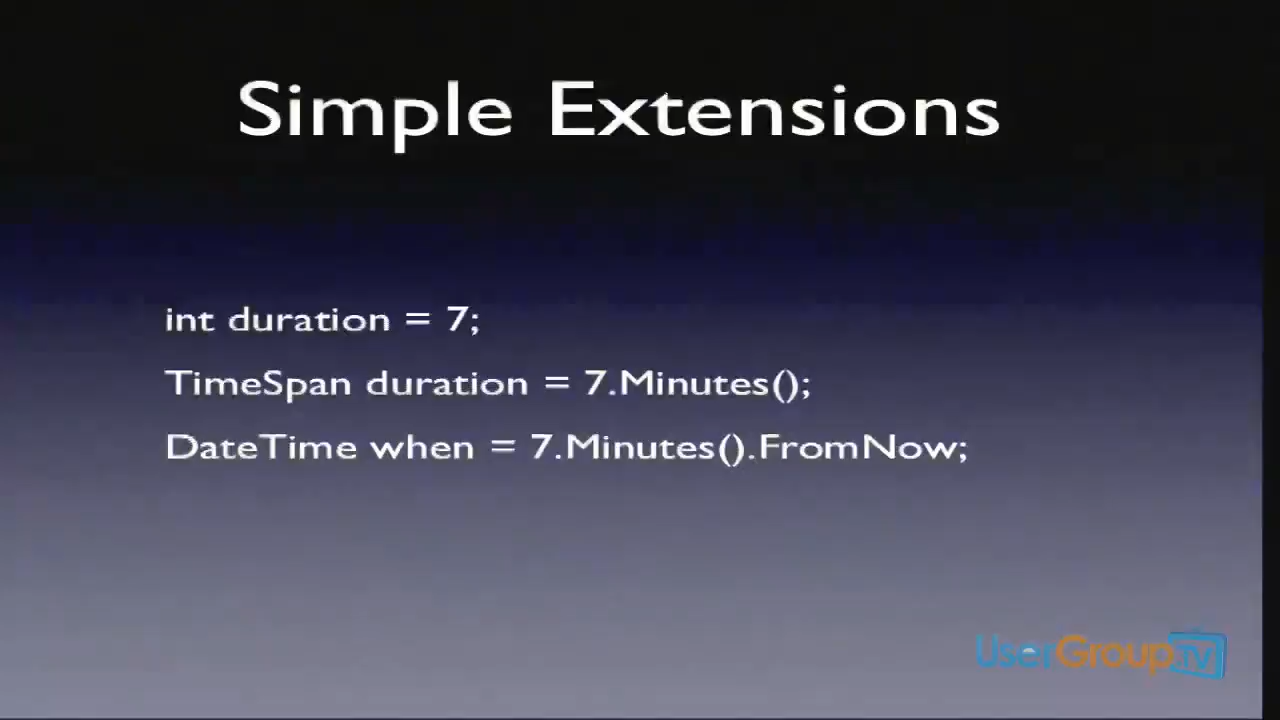 Simple Extensions
int duration = 7;
TimeSpan duration = 7.Minutes();
DateTime when = 7.Minutes().FromNow;
UserGroup.TV